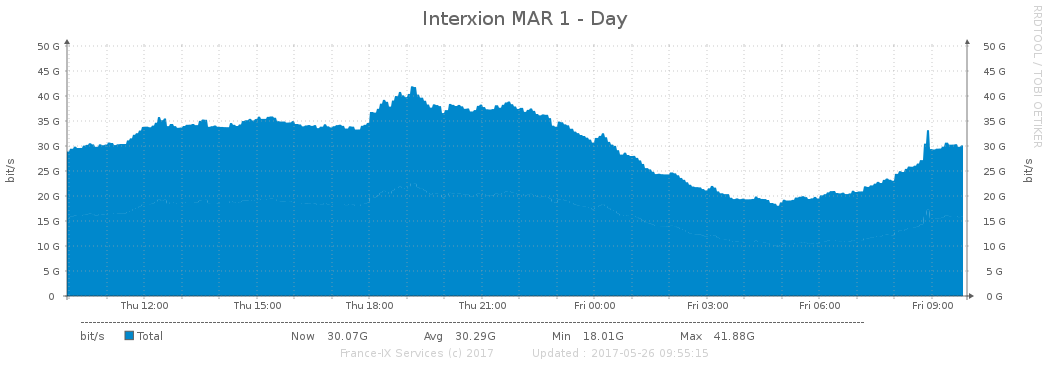 Interxion MAR 1 - Day
RRDTOOL / TOBI OETIKER
50 G 50 G
45 G 45 G
40 G 40 G
35 G 35 G
30 G 30 G
25 G 25 G
20 G 20 G
15 G 15 G
10 G 10 G
5 G 5 G
0 0 G
bit/s bit/s
Thu 12:00 Thu 15:00 Thu 18:00 Thu 21:00 Fri 00:00 Fri 03:00 Fri 06:00 Fri 09:00
bit/s Total Now 30.07G Avg 30.29G Min 18.01G Max 41.88G
France-IX Services (c) 2017 Updated : 2017-05-26 09:55:15